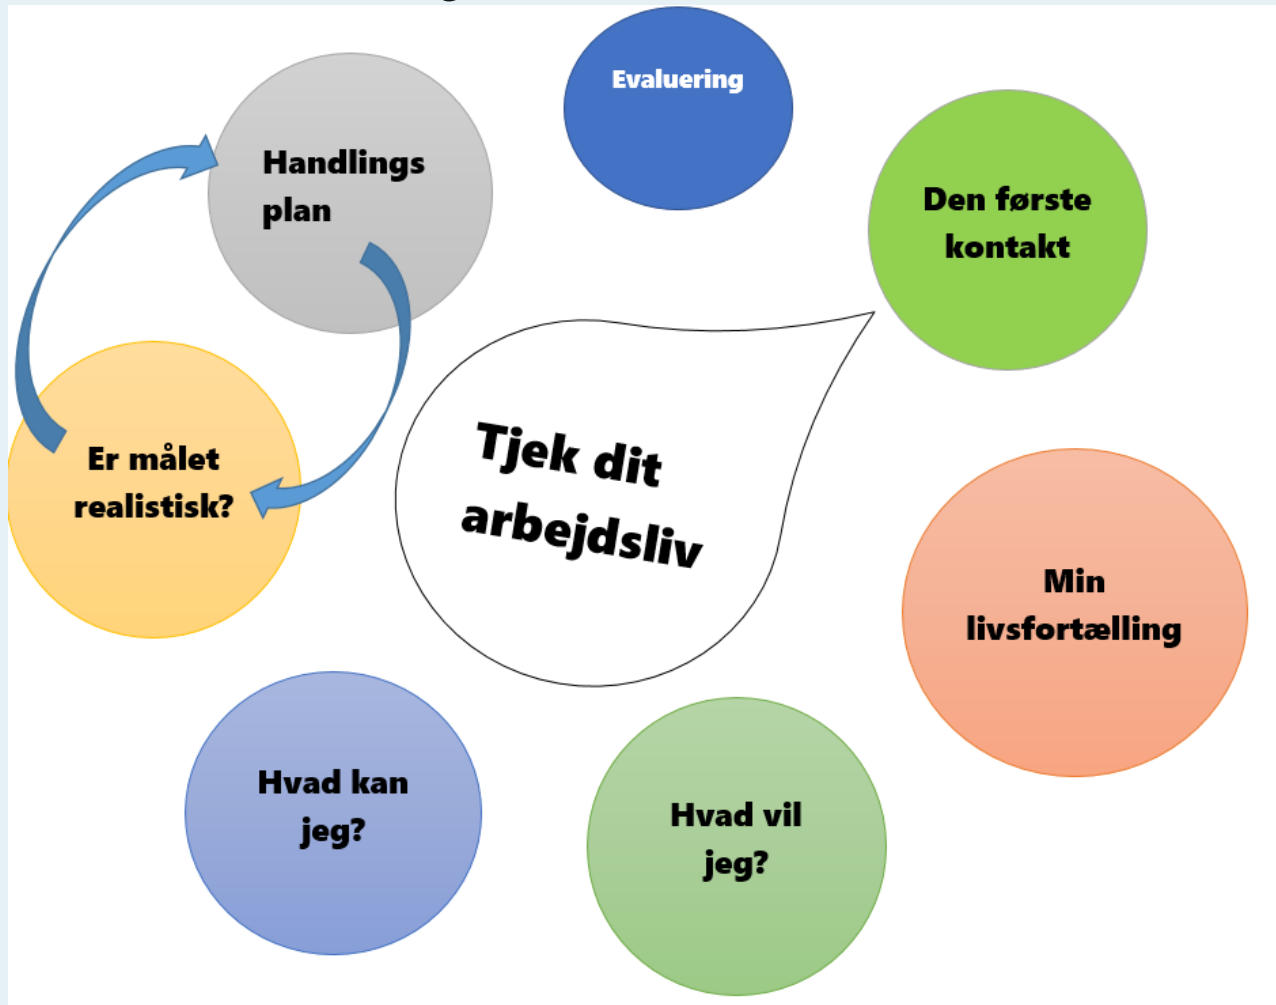 Evaluering
Handlings
plan
Den første
kontakt
Er målet
realistisk?
Tjek dit
arbejdsliv
Min
livsfortælling
Hvad kan
jeg?
Hvad vil
jeg?